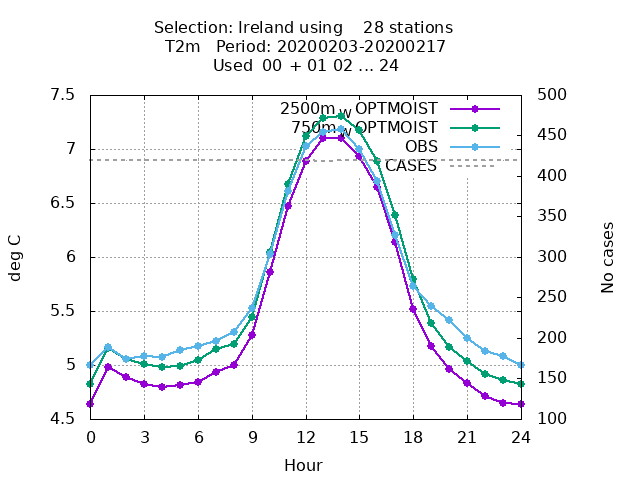 Selection: Ireland using    28 stations
T2m   Period: 20200203-20200217
Used  00 + 01 02 ... 24
7.5
7
6.5
6
5.5
5
4.5
deg C
500
450
400
350
300
250
200
150
100
No cases
2500m_w OPTMOIST
750m_w OPTMOIST
OBS
CASES
0 3 6 9 12 15 18 21 24
Hour